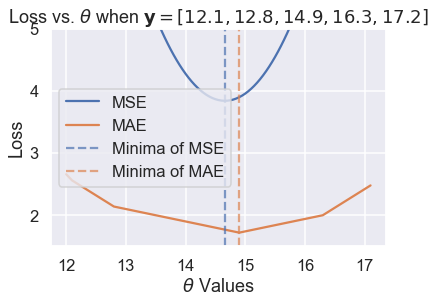 Loss vs. θ when y = [12.1, 12.8, 14.9, 16.3, 17.2]
5
4
3
2
Loss
MSE
MAE
Minima of MSE
Minima of MAE
12 13 14 15 16 17
θ Values